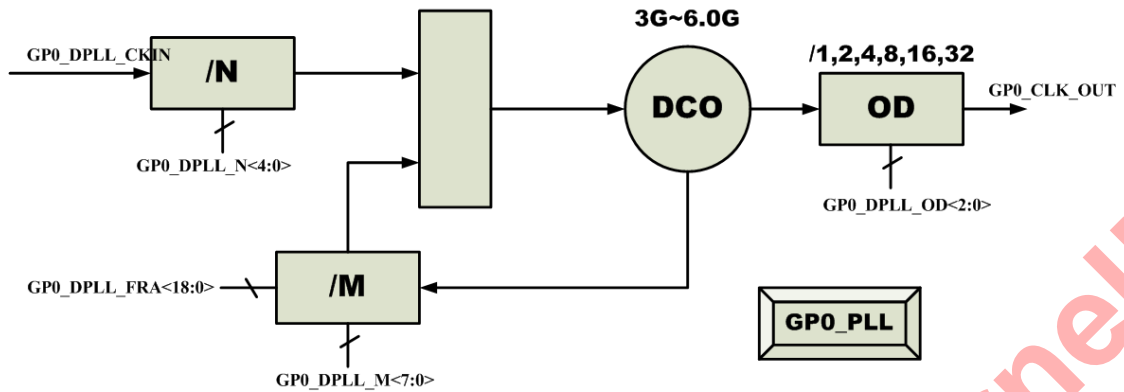 3G~6.0G
GP0_DPLL_CKIN
/N
/1,2,4,8,16,32
GP0_CLK_OUT
DCO
OD
GP0_DPLL_N<4:0>
GP0_DPLL_OD<2:0>
GP0_DPLL_FRA<18:0>
/M
GP0_PLL
GP0_DPLL_M<7:0>